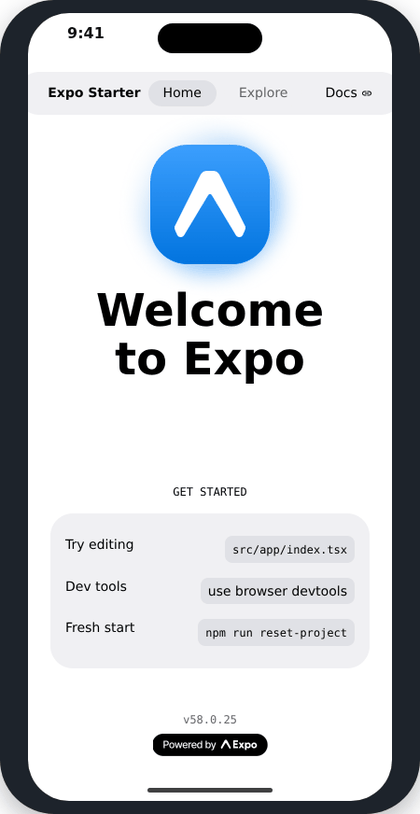 9:41
Expo Starter Home Explore Docs
Welcome
to Expo
GET STARTED
Try editing src/app/index.tsx
Dev tools use browser devtools
Fresh start npm run reset-project
v58.0.25
Powered by Expo